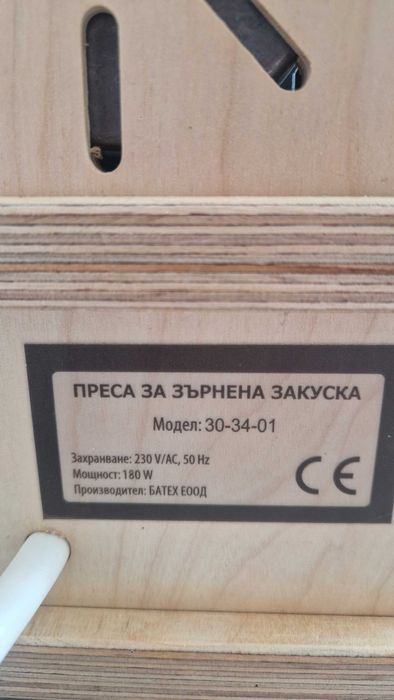 ПРЕСА ЗА ЗЪРНЕНА ЗАКУСКА
Модел: 30-34-01
Захранване: 230 V/AC, 50 Hz
Мощност: 180 W
Производител: БАТЕХ ЕООД
CE